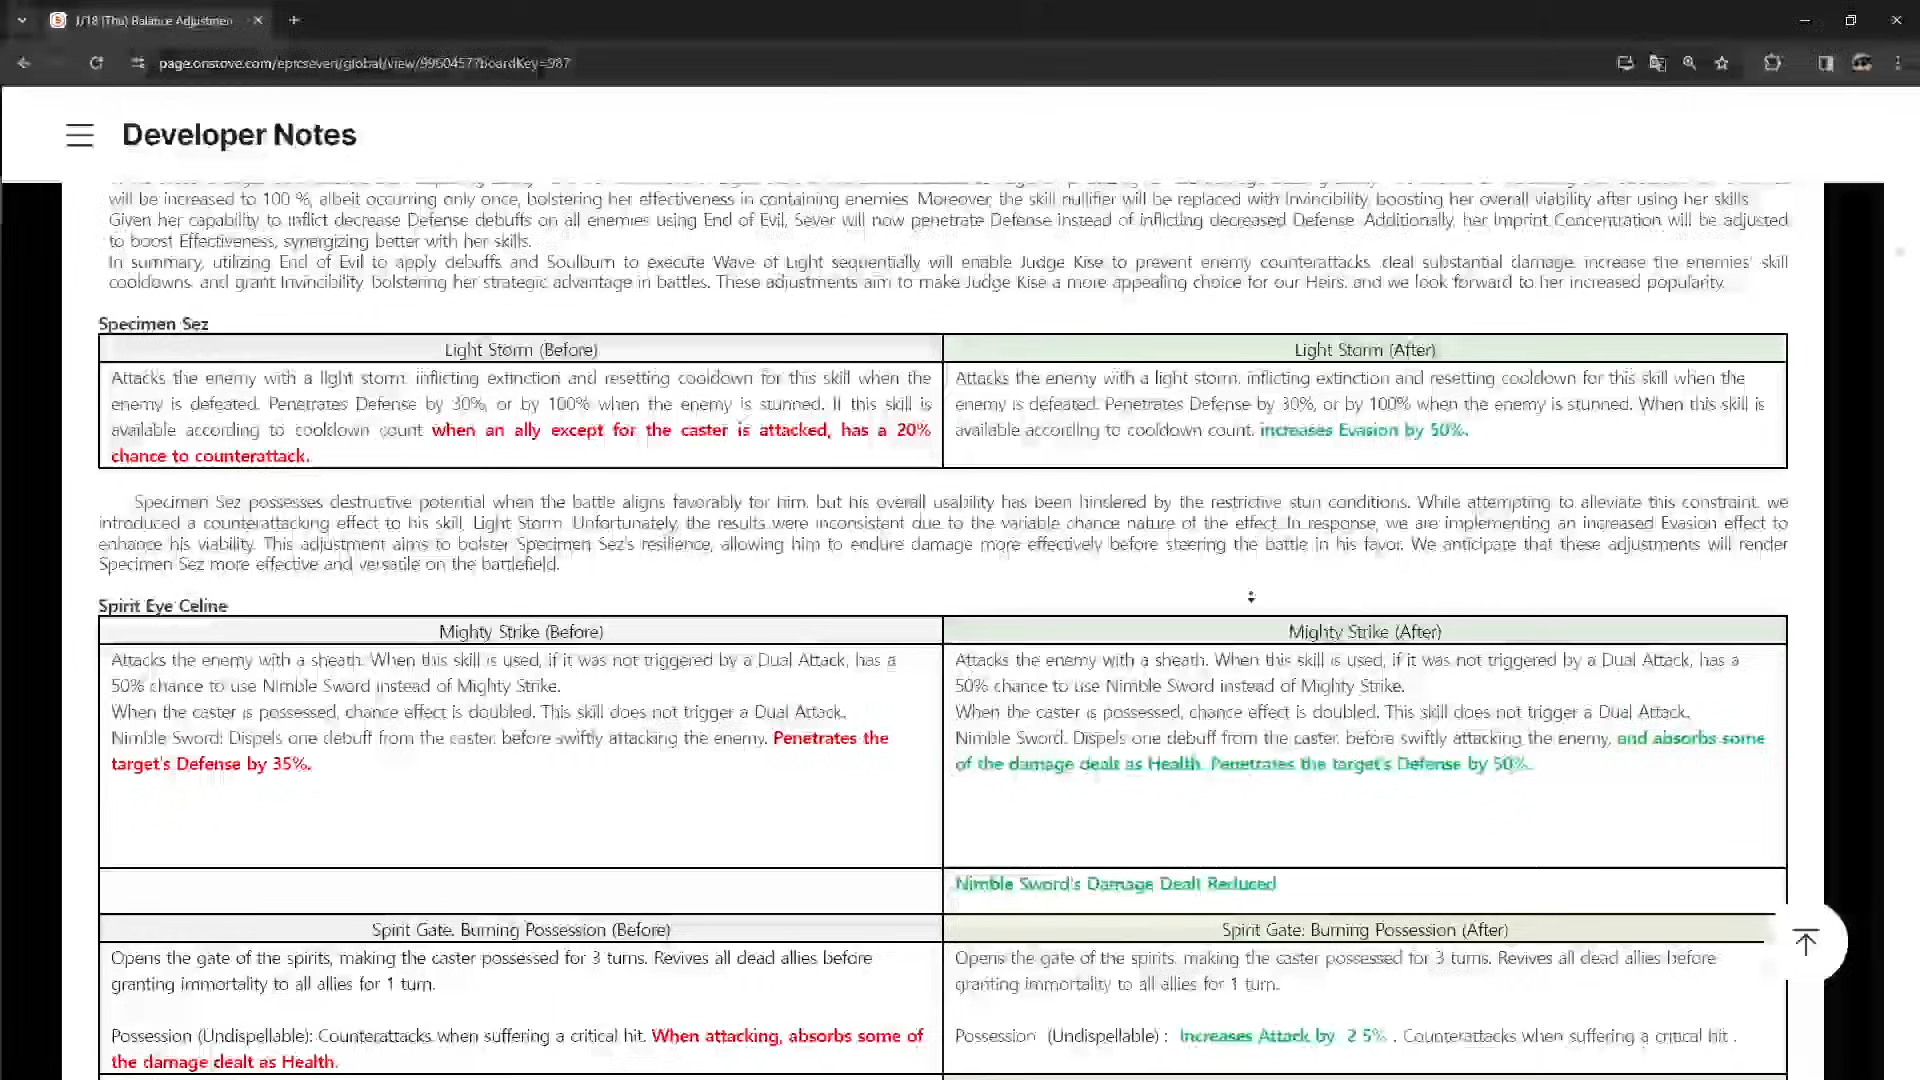 1/18 (Thu) Balance Adjustmen
page.onstove.com/epicseven/global/view/9960457?boardKey=987
Developer Notes
will be increased to 100 %, albeit occurring only once, bolstering her effectiveness in containing enemies. Moreover, the skill nullifier will be replaced with Invincibility, boosting her overall viability after using her skills.
Given her capability to inflict decrease Defense debuffs on all enemies using End of Evil, Sever will now penetrate Defense instead of inflicting decreased Defense. Additionally, her Imprint Concentration will be adjusted
to boost Effectiveness, synergizing better with her skills.
In summary, utilizing End of Evil to apply debuffs and Soulburn to execute Wave of Light sequentially will enable Judge Kise to prevent enemy counterattacks, deal substantial damage, increase the enemies' skill
cooldowns, and grant Invincibility, bolstering her strategic advantage in battles. These adjustments aim to make Judge Kise a more appealing choice for our Heirs, and we look forward to her increased popularity.
Specimen Sez
Light Storm (Before)
Light Storm (After)
Attacks the enemy with a light storm, inflicting extinction and resetting cooldown for this skill when the
enemy is defeated. Penetrates Defense by 30%, or by 100% when the enemy is stunned. If this skill is
available according to cooldown count when an ally except for the caster is attacked, has a 20%
chance to counterattack.
Attacks the enemy with a light storm, inflicting extinction and resetting cooldown for this skill when the
enemy is defeated. Penetrates Defense by 30%, or by 100% when the enemy is stunned. When this skill is
available according to cooldown count, increases Evasion by 50%.
Specimen Sez possesses destructive potential when the battle aligns favorably for him, but his overall usability has been hindered by the restrictive stun conditions. While attempting to alleviate this constraint, we
introduced a counterattacking effect to his skill, Light Storm. Unfortunately, the results were inconsistent due to the variable chance nature of the effect. In response, we are implementing an increased Evasion effect to
enhance his viability. This adjustment aims to bolster Specimen Sez's resilience, allowing him to endure damage more effectively before steering the battle in his favor. We anticipate that these adjustments will render
Specimen Sez more effective and versatile on the battlefield.
Spirit Eye Celine
Mighty Strike (Before)
Mighty Strike (After)
Attacks the enemy with a sheath. When this skill is used, if it was not triggered by a Dual Attack, has a
50% chance to use Nimble Sword instead of Mighty Strike.
When the caster is possessed, chance effect is doubled. This skill does not trigger a Dual Attack.
Nimble Sword: Dispels one debuff from the caster, before swiftly attacking the enemy. Penetrates the
target's Defense by 35%.
Attacks the enemy with a sheath. When this skill is used, if it was not triggered by a Dual Attack, has a
50% chance to use Nimble Sword instead of Mighty Strike.
When the caster is possessed, chance effect is doubled. This skill does not trigger a Dual Attack.
Nimble Sword: Dispels one debuff from the caster, before swiftly attacking the enemy, and absorbs some
of the damage dealt as Health. Penetrates the target's Defense by 50%.
Nimble Sword's Damage Dealt Reduced
Spirit Gate: Burning Possession (Before)
Spirit Gate: Burning Possession (After)
Opens the gate of the spirits, making the caster possessed for 3 turns. Revives all dead allies before
granting immortality to all allies for 1 turn.
Possession (Undispellable): Counterattacks when suffering a critical hit. When attacking, absorbs some of
the damage dealt as Health.
Opens the gate of the spirits, making the caster possessed for 3 turns. Revives all dead allies before
granting immortality to all allies for 1 turn.
Possession (Undispellable) : Increases Attack by 2 5% . Counterattacks when suffering a critical hit .